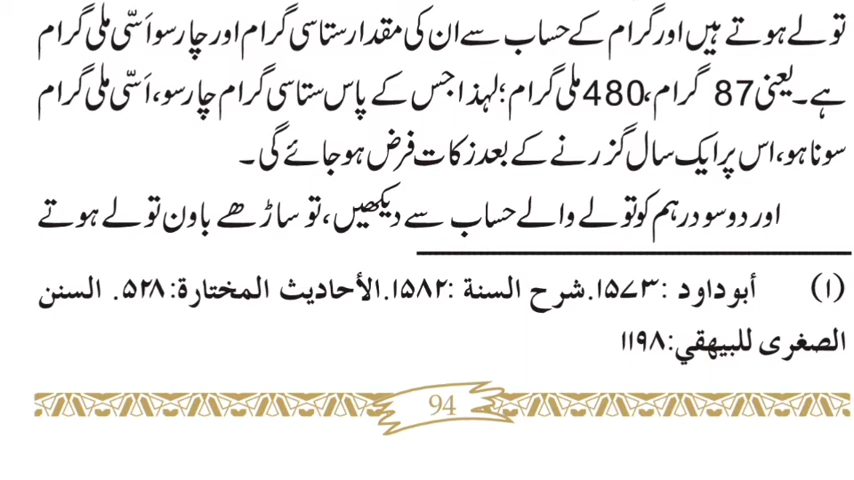 تولے ہوتے ہیں اور گرام کے حساب سے ان کی مقدار ستاسی گرام اور چار سو اَسّی ملی گرام
ہے۔ یعنی 87 گرام، 480 ملی گرام؛ لہذا جس کے پاس ستاسی گرام چار سو، اَسّی ملی گرام
سونا ہو، اس پر ایک سال گزرنے کے بعد زکات فرض ہو جائے گی۔
اور دو سو درہم کو تولے والے حساب سے دیکھیں، تو ساڑھے باون تولے ہوتے
(۱) أبوداود :۱۵۷۳. شرح السنة :۱۵۸۲. الأحاديث المختارة:۵۲۸. السنن
الصغرى للبيهقي:۱۱۹۸
94